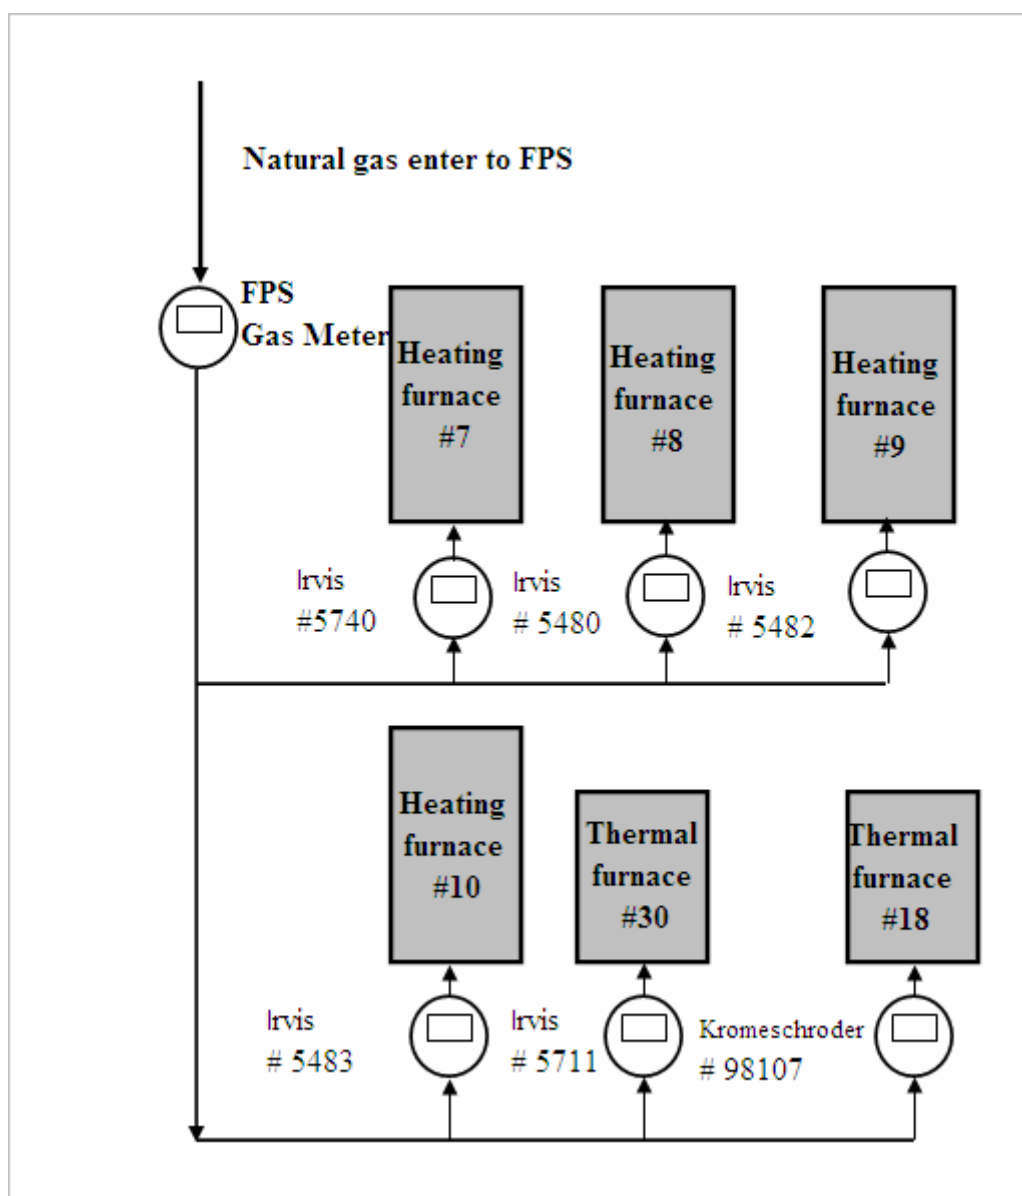 Natural gas enter to FPS
FPS
Gas Meter
Heating
furnace
#7
Heating
furnace
#8
Heating
furnace
#9
Irvis
#5740
Irvis
# 5480
Irvis
# 5482
Heating
furnace
#10
Thermal
furnace
#30
Thermal
furnace
#18
Irvis
# 5483
Irvis
# 5711
Kromeschroder
# 98107